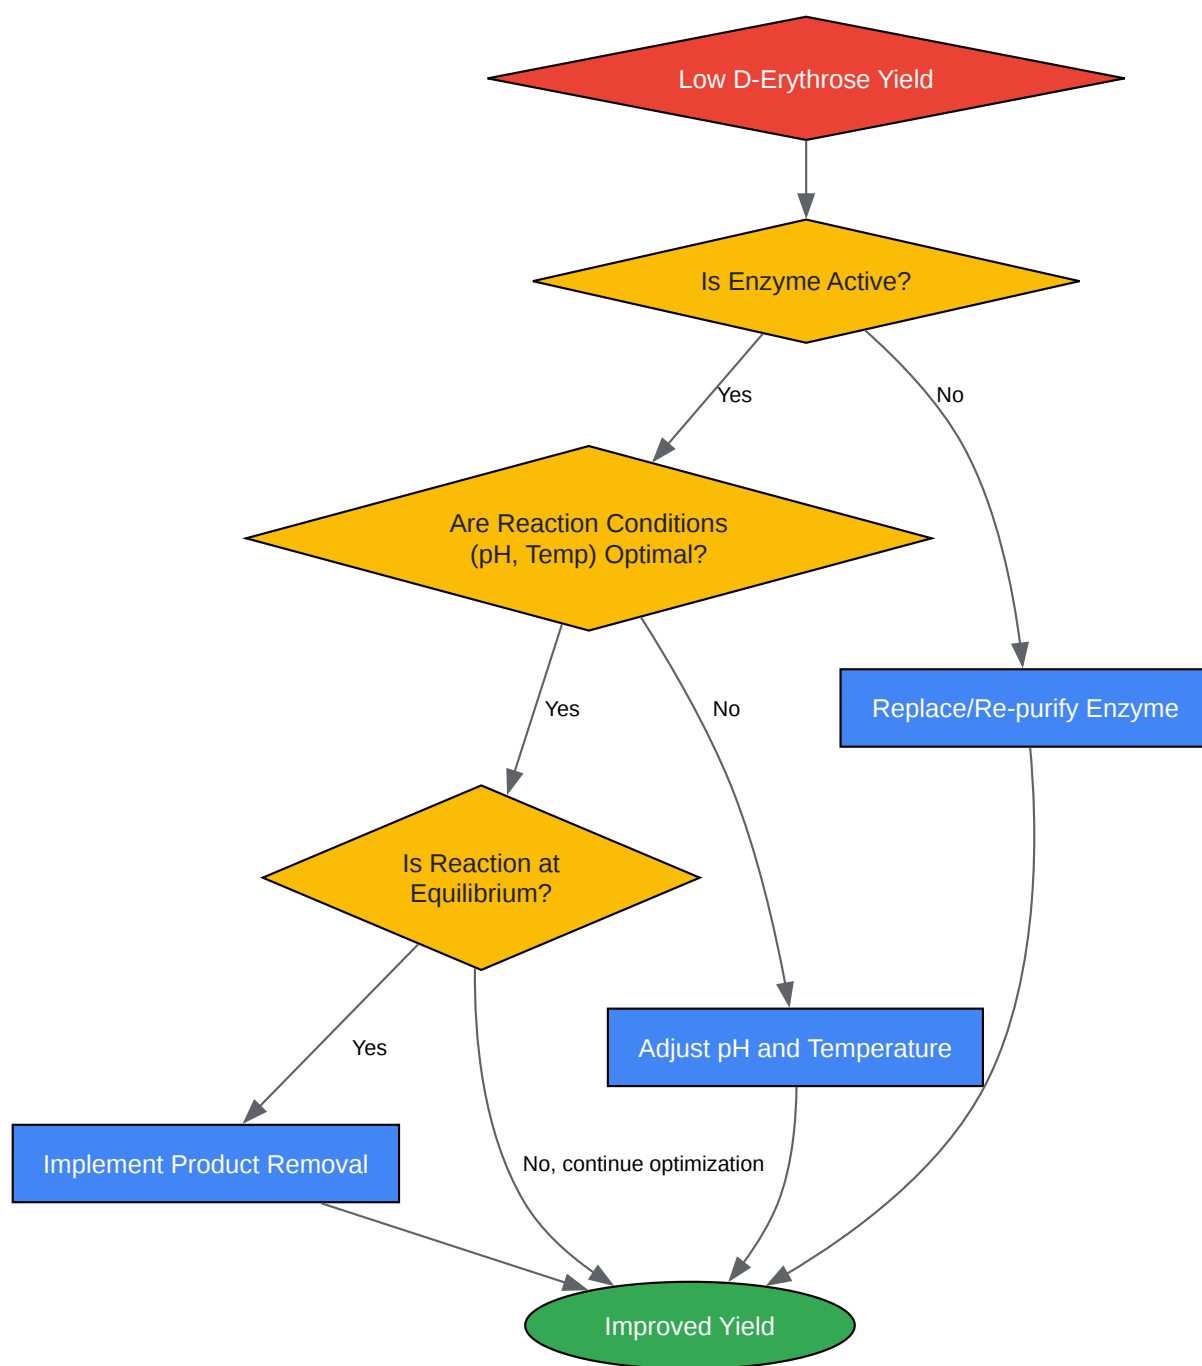 Low D-Erythrose Yield
Is Enzyme Active?
Yes
No
Are Reaction Conditions
(pH, Temp) Optimal?
Yes
No
Replace/Re-purify Enzyme
Is Reaction at
Equilibrium?
Yes
Adjust pH and Temperature
Implement Product Removal
No, continue optimization
Improved Yield